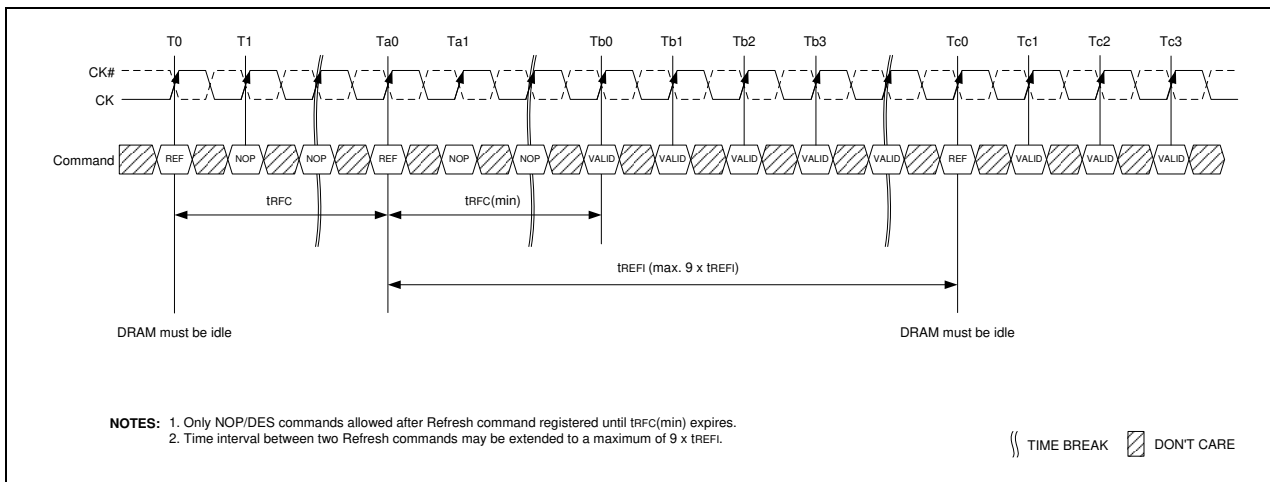 T0 T1 Ta0 Ta1 Tb0 Tb1 Tb2 Tb3 Tc0 Tc1 Tc2 Tc3
CK#
CK
Command REF NOP NOP REF NOP NOP VALID VALID VALID VALID VALID REF VALID VALID VALID
tRFC tRFC(min)
tREFI (max. 9 x tREFI)
DRAM must be idle DRAM must be idle
NOTES: 1. Only NOP/DES commands allowed after Refresh command registered until tRFC(min) expires.
2. Time interval between two Refresh commands may be extended to a maximum of 9 x tREFI.
TIME BREAK DON'T CARE